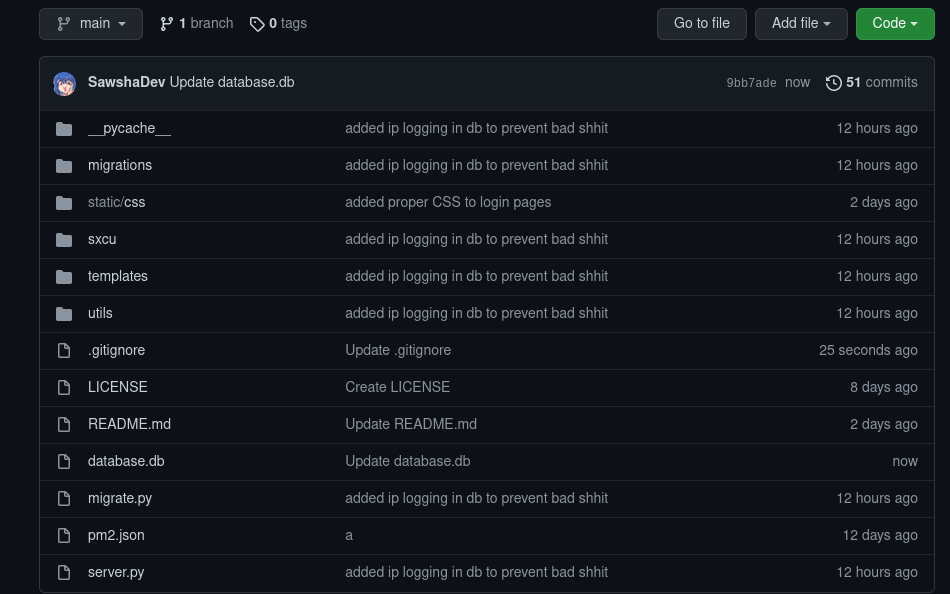 main 1 branch 0 tags Go to file Add file Code
SawshaDev Update database.db 9bb7ade now 51 commits
__pycache__ added ip logging in db to prevent bad shhit 12 hours ago
migrations added ip logging in db to prevent bad shhit 12 hours ago
static/css added proper CSS to login pages 2 days ago
sxcu added ip logging in db to prevent bad shhit 12 hours ago
templates added ip logging in db to prevent bad shhit 12 hours ago
utils added ip logging in db to prevent bad shhit 12 hours ago
.gitignore Update .gitignore 25 seconds ago
LICENSE Create LICENSE 8 days ago
README.md Update README.md 2 days ago
database.db Update database.db now
migrate.py added ip logging in db to prevent bad shhit 12 hours ago
pm2.json a 12 days ago
server.py added ip logging in db to prevent bad shhit 12 hours ago